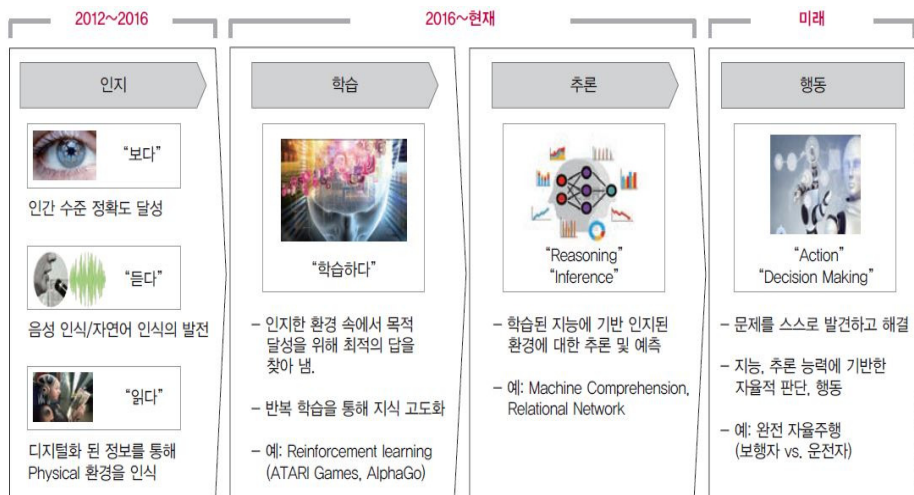 2012~2016
2016~현재
미래
인지
“보다”
인간 수준 정확도 달성
“듣다”
음성 인식/자연어 인식의 발전
“읽다”
디지털화 된 정보를 통해
Physical 환경을 인식
학습
“학습하다”
– 인지한 환경 속에서 목적
달성을 위해 최적의 답을
찾아 냄.
– 반복 학습을 통해 지식 고도화
– 예: Reinforcement learning
(ATARI Games, AlphaGo)
추론
“Reasoning”
“Inference”
– 학습된 지능에 기반 인지된
환경에 대한 추론 및 예측
– 예: Machine Comprehension,
Relational Network
행동
“Action”
“Decision Making”
– 문제를 스스로 발견하고 해결
– 지능, 추론 능력에 기반한
자율적 판단, 행동
– 예: 완전 자율주행
(보행자 vs. 운전자)